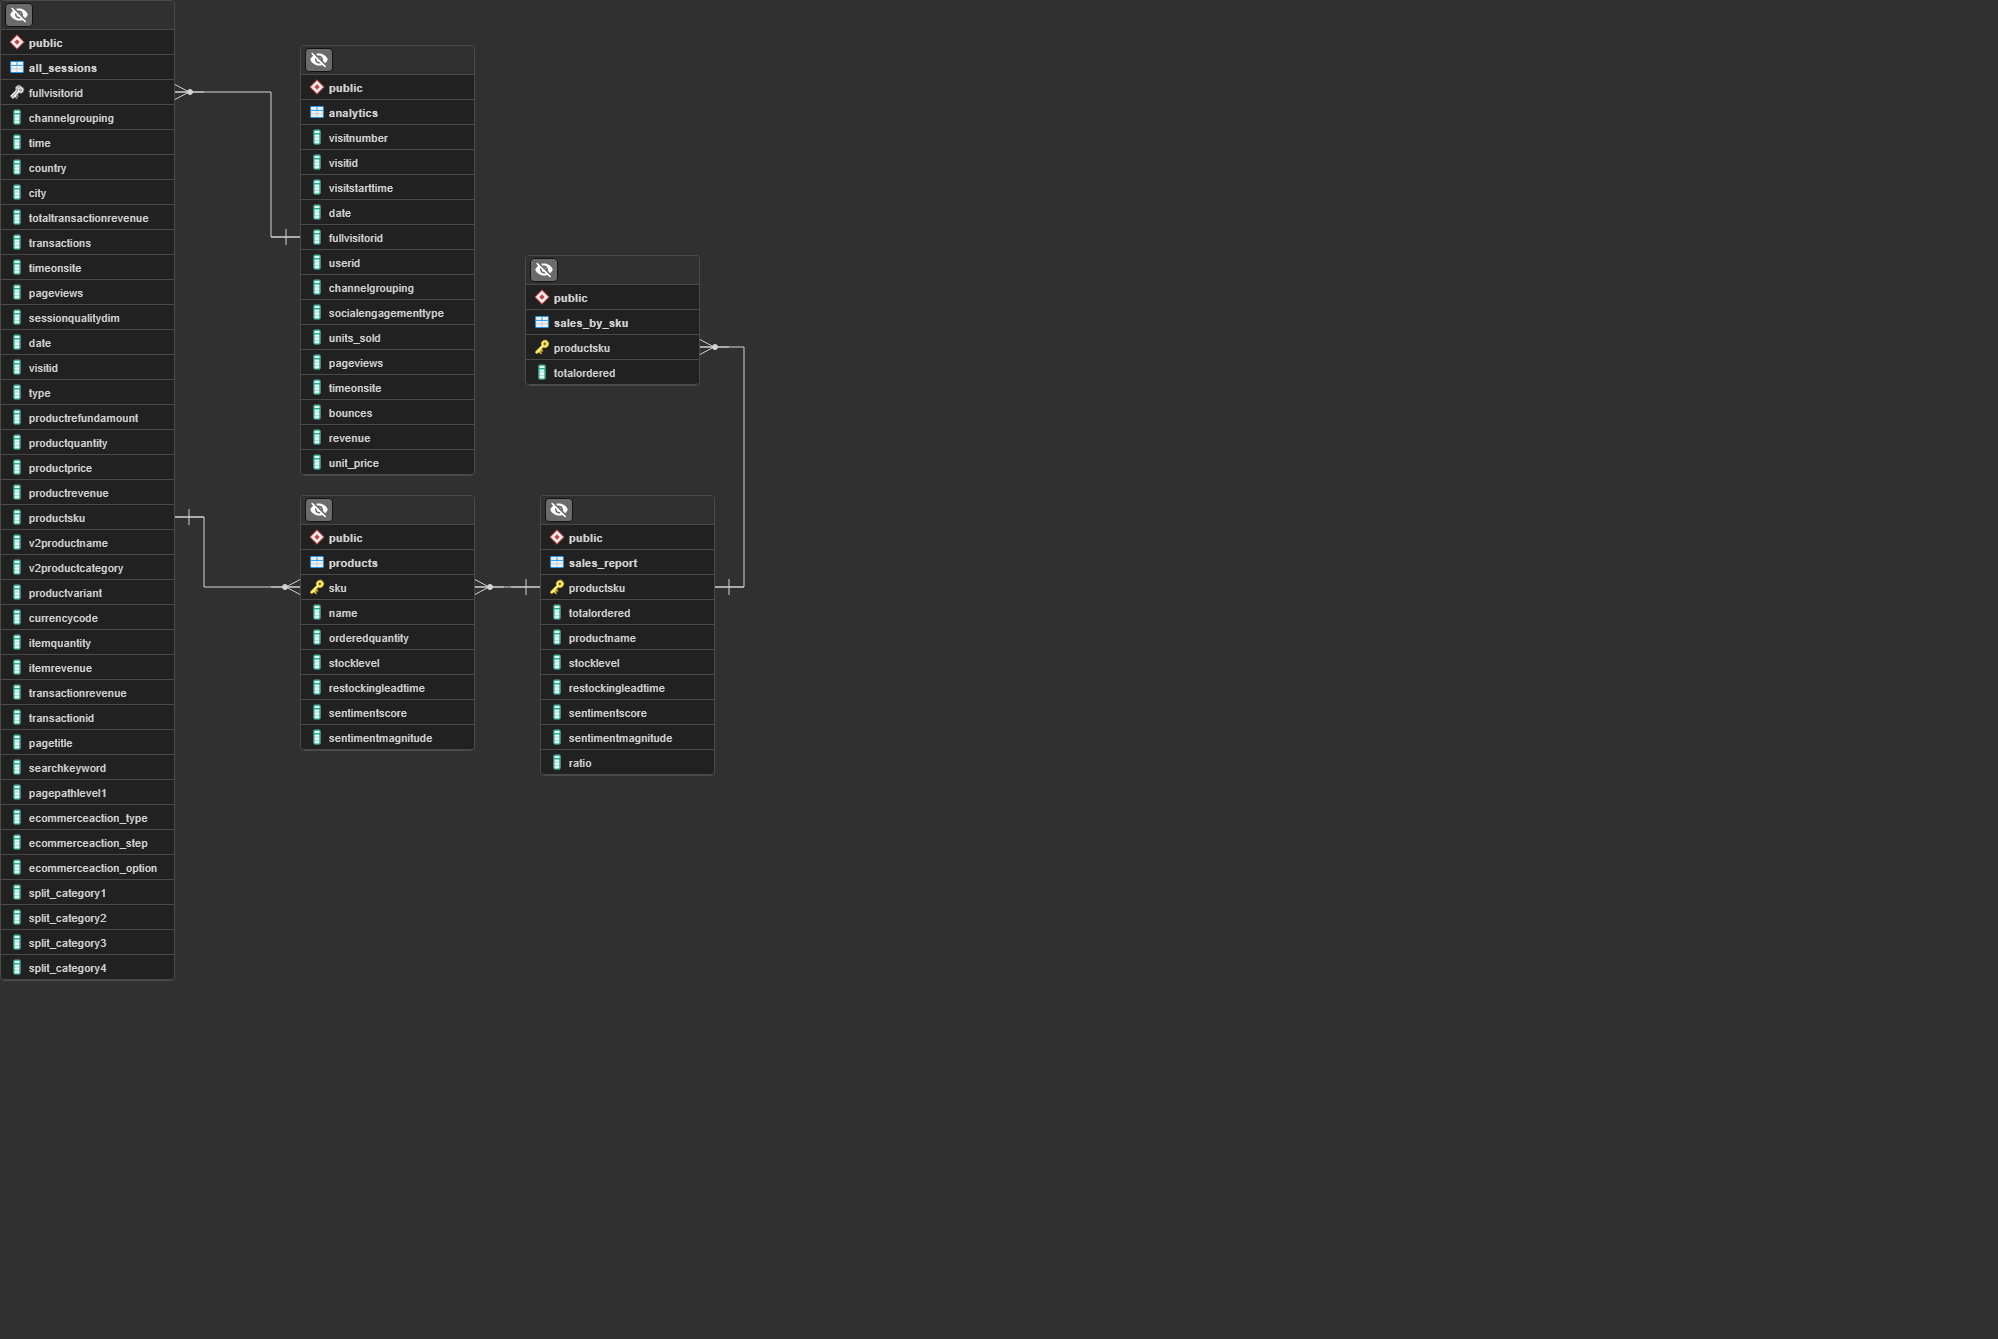 public
all_sessions
fullvisitorid
channelgrouping
time
country
city
totaltransactionrevenue
transactions
timeonsite
pageviews
sessionqualitydim
date
visitid
type
productrefundamount
productquantity
productprice
productrevenue
productsku
v2productname
v2productcategory
productvariant
currencycode
itemquantity
itemrevenue
transactionrevenue
transactionid
pagetitle
searchkeyword
pagepathlevel1
ecommerceaction_type
ecommerceaction_step
ecommerceaction_option
split_category1
split_category2
split_category3
split_category4
public
analytics
visitnumber
visitid
visitstarttime
date
fullvisitorid
userid
channelgrouping
socialengagementtype
units_sold
pageviews
timeonsite
bounces
revenue
unit_price
public
sales_by_sku
productsku
totalordered
public
products
sku
name
orderedquantity
stocklevel
restockingleadtime
sentimentscore
sentimentmagnitude
public
sales_report
productsku
totalordered
productname
stocklevel
restockingleadtime
sentimentscore
sentimentmagnitude
ratio